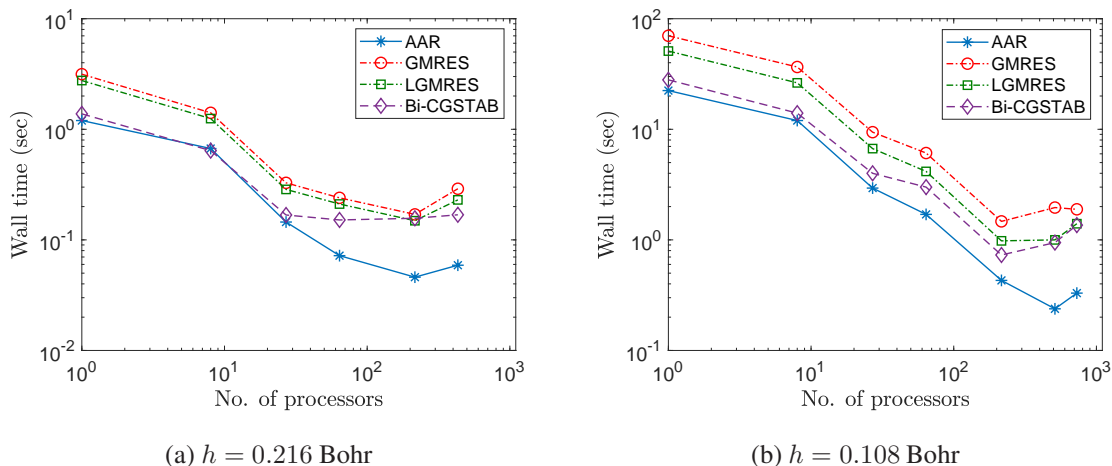 10^1
10^0
10^-1
10^-2
Wall time (sec)
AAR
GMRES
LGMRES
Bi-CGSTAB
10^0
10^1
10^2
10^3
No. of processors
(a) h = 0.216 Bohr
10^2
10^1
10^0
10^-1
Wall time (sec)
AAR
GMRES
LGMRES
Bi-CGSTAB
10^0
10^1
10^2
10^3
No. of processors
(b) h = 0.108 Bohr